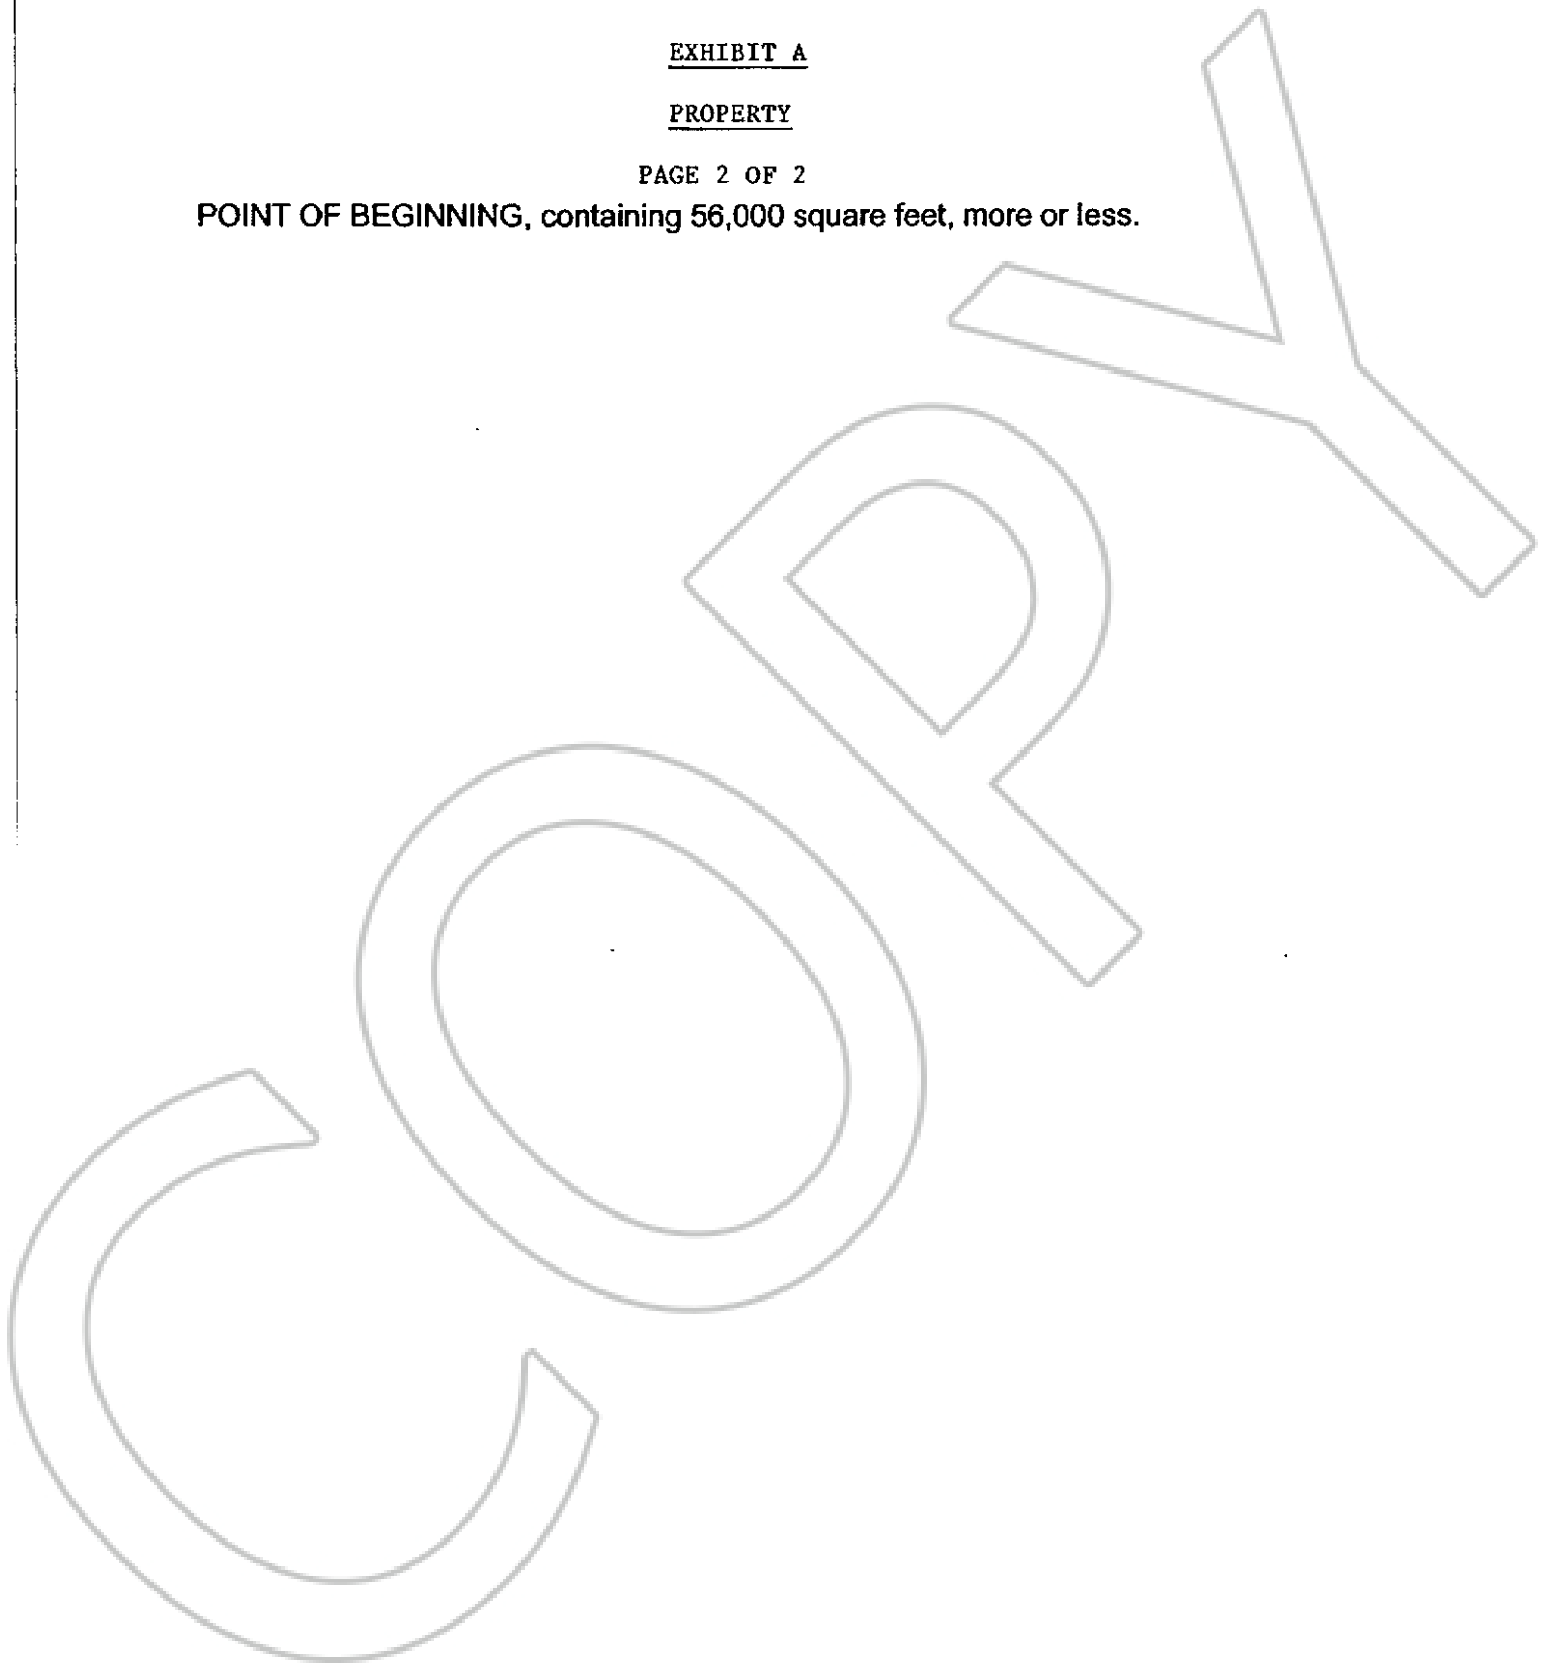 EXHIBIT A
PROPERTY
PAGE 2 OF 2
POINT OF BEGINNING, containing 56,000 square feet, more or less.
COPY